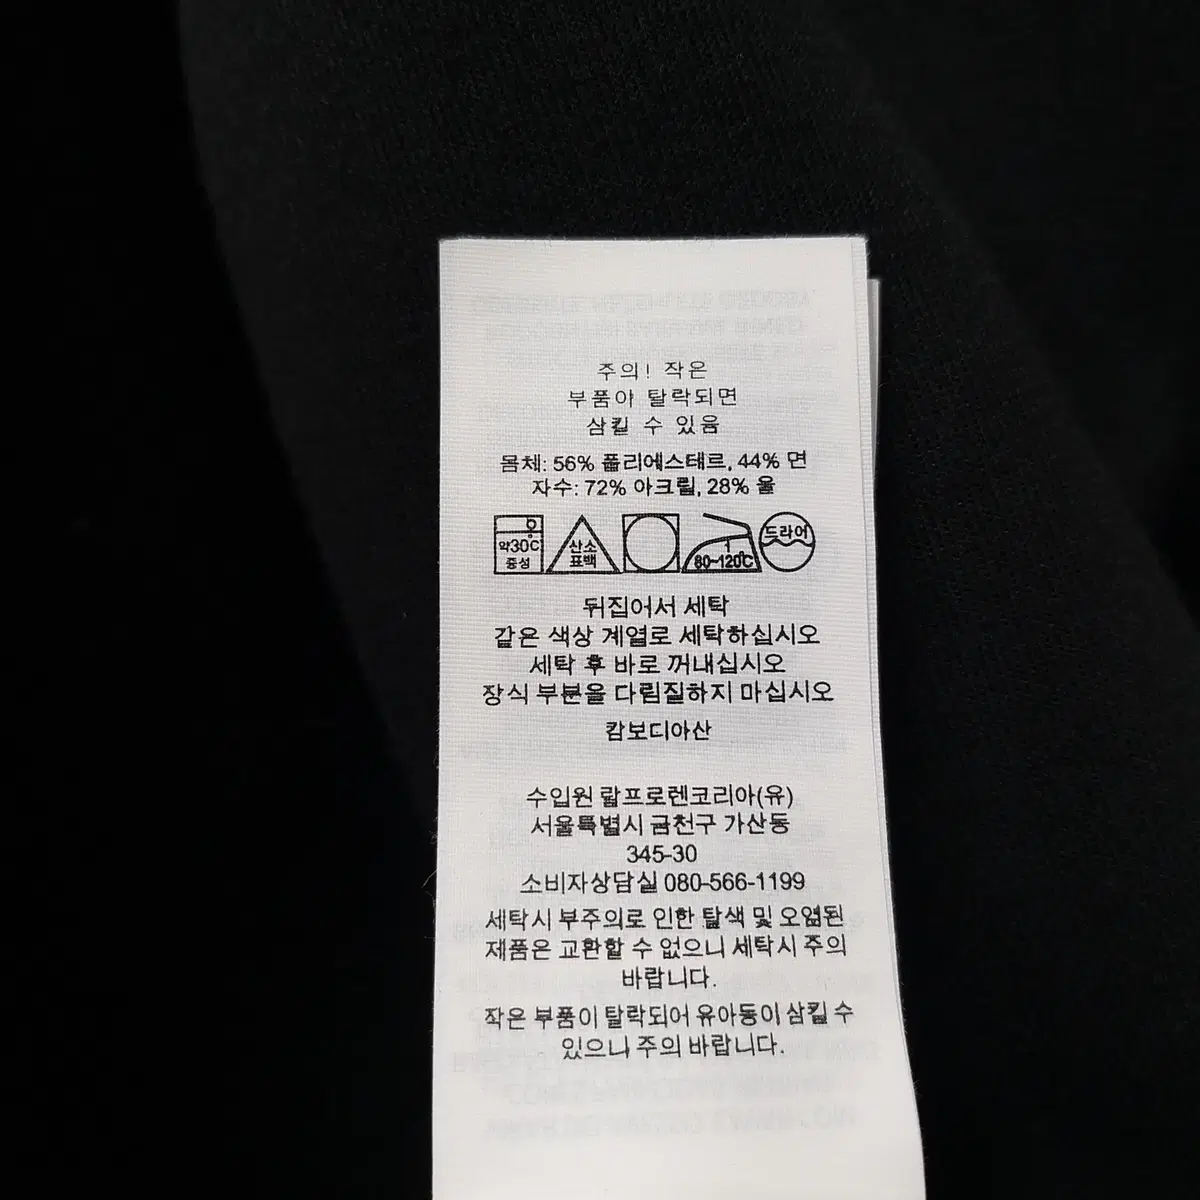 주의! 작은
부품아 탈락되면
삼킬 수 있음
몸체: 56% 폴리에스테르, 44% 면
자수: 72% 아크릴, 28% 울
약30℃
중성
산소
표백
80~120℃
드라이
뒤집어서 세탁
같은 색상 계열로 세탁하십시오
세탁 후 바로 꺼내십시오
장식 부분을 다림질하지 마십시오
캄보디아산
수입원 랄프로렌코리아(유)
서울특별시 금천구 가산동
345-30
소비자상담실 080-566-1199
세탁시 부주의로 인한 탈색 및 오염된
제품은 교환할 수 없으니 세탁시 주의
바랍니다.
작은 부품이 탈락되어 유아동이 삼킬 수
있으니 주의 바랍니다.